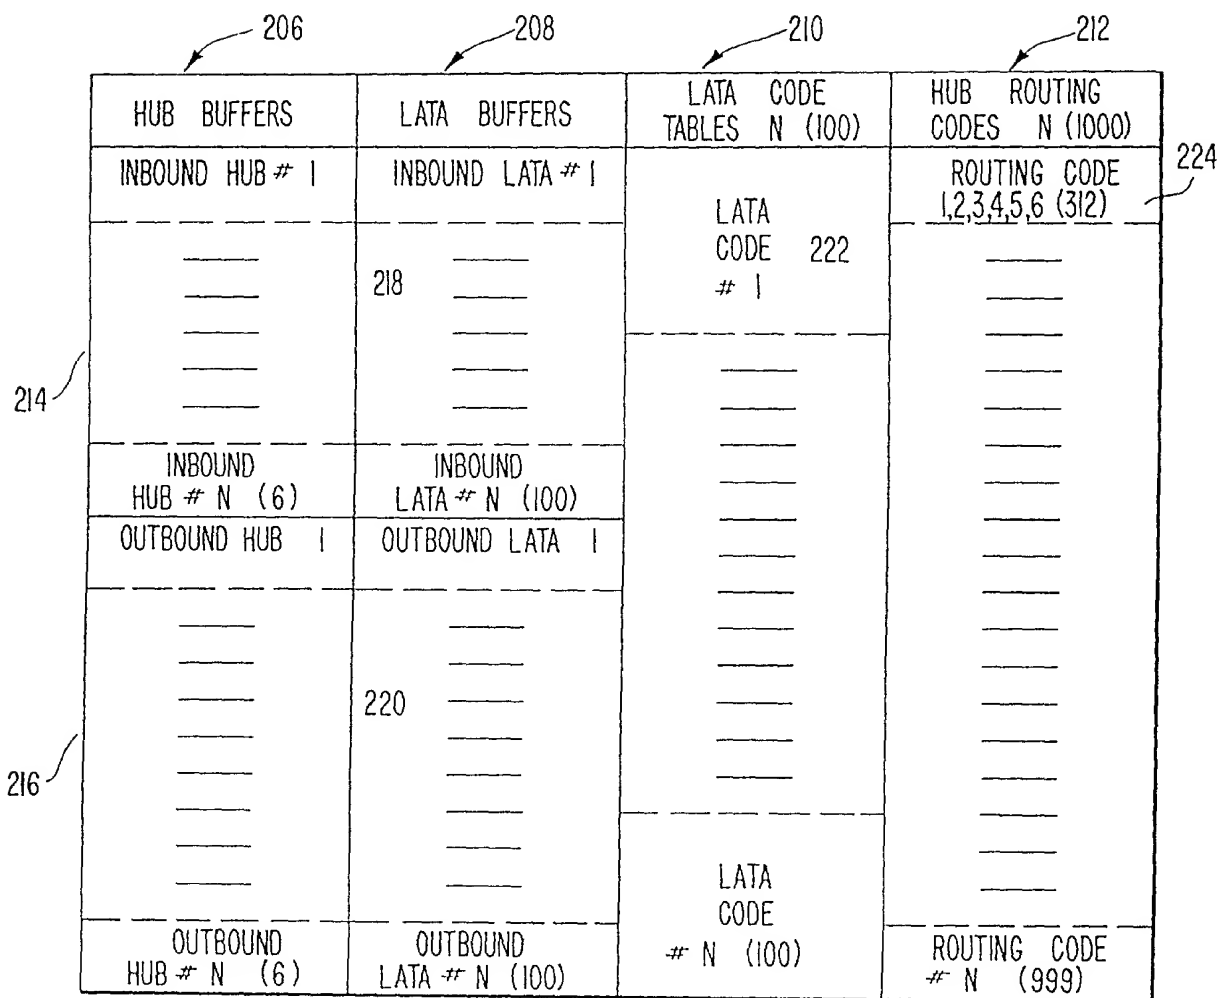 206
208
210
212
HUB BUFFERS
LATA BUFFERS
LATA CODE
TABLES N (100)
HUB ROUTING
CODES N (1000)
INBOUND HUB # 1
INBOUND LATA # 1
LATA
CODE 222
# 1
ROUTING CODE
1,2,3,4,5,6 (312)
224
218
214
INBOUND
HUB # N (6)
INBOUND
LATA # N (100)
OUTBOUND HUB 1
OUTBOUND LATA 1
220
216
LATA
CODE
# N (100)
OUTBOUND
HUB # N (6)
OUTBOUND
LATA # N (100)
ROUTING CODE
# N (999)